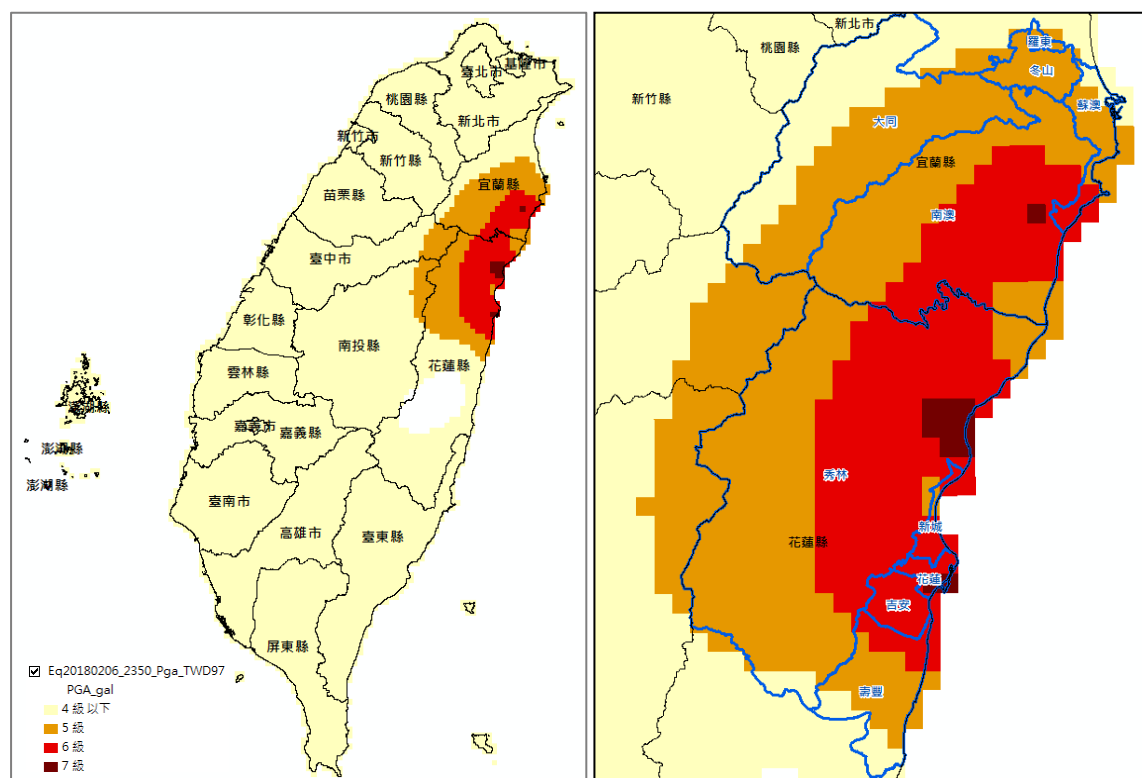 基隆市
臺北市
桃園縣
新北市
新竹市
新竹縣
宜蘭縣
苗栗縣
臺中市
彰化縣
南投縣
花蓮縣
雲林縣
澎湖縣
嘉義市
嘉義縣
澎湖縣
澎湖縣
臺南市
高雄市
臺東縣
屏東縣
Eq20180206_2350_Pga_TWD97
PGA_gal
4 級 以下
5 級
6 級
7 級
新北市
桃園縣
羅東
冬山
新竹縣
蘇澳
大同
宜蘭縣
南澳
秀林
新城
花蓮縣
花蓮
吉安
壽豐